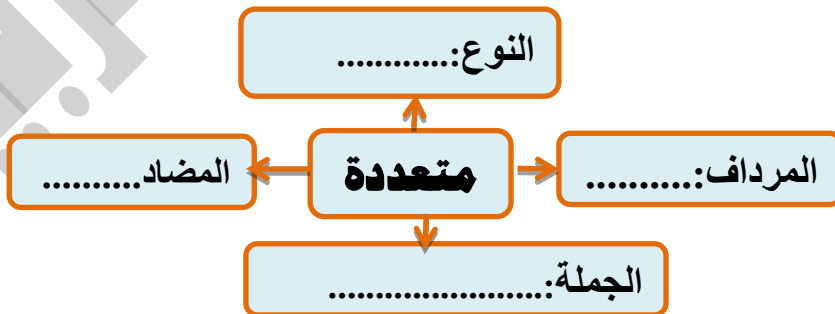 النوع:............
المرداف:..........
متعددة
المضاد..........
الجملة:.......................